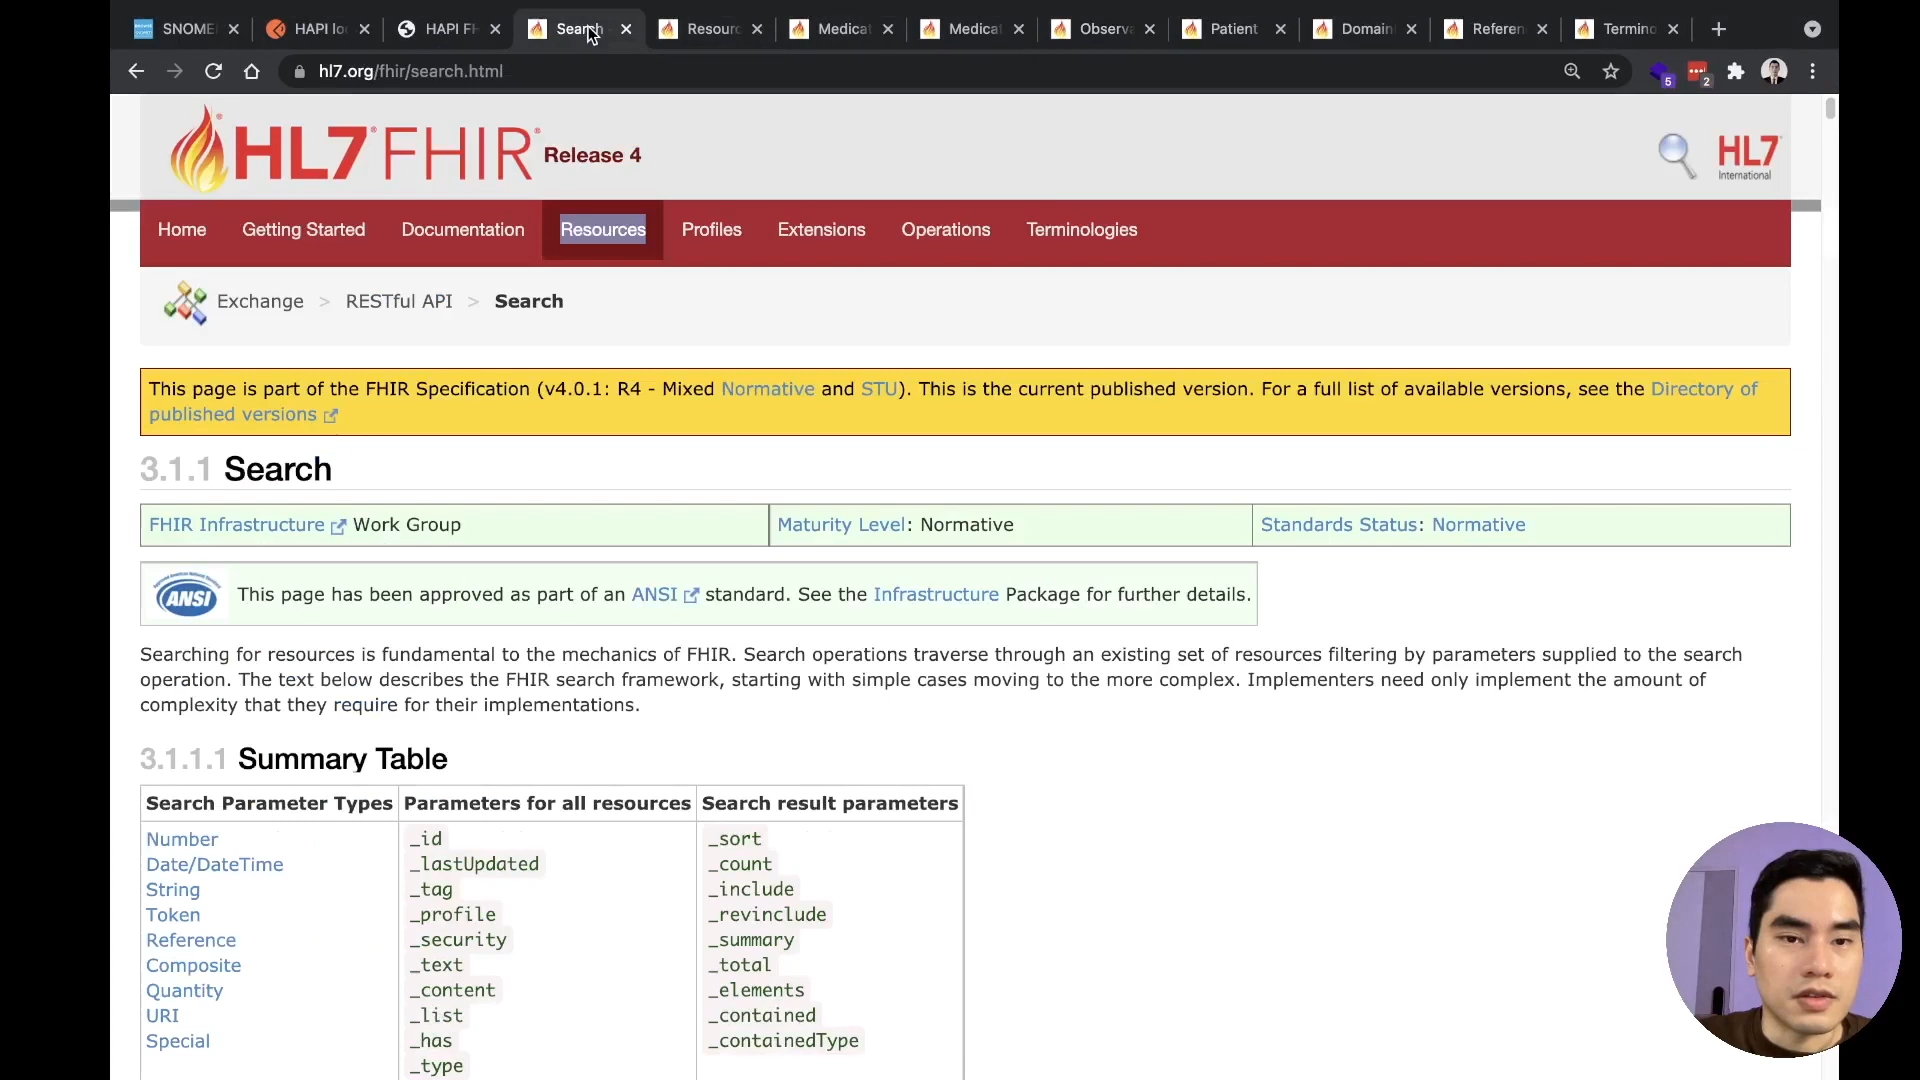 SNOME
HAPI lo
HAPI FH
Search
Resourc
Medicat
Medicat
Observa
Patient
Domain
Referen
Termino
hl7.org/fhir/search.html
5
2
HL7 FHIR Release 4
HL7 International
Home Getting Started Documentation Resources Profiles Extensions Operations Terminologies
Exchange > RESTful API > Search
This page is part of the FHIR Specification (v4.0.1: R4 - Mixed Normative and STU). This is the current published version. For a full list of available versions, see the Directory of
published versions
3.1.1 Search
FHIR Infrastructure Work Group Maturity Level: Normative Standards Status: Normative
ANSI This page has been approved as part of an ANSI standard. See the Infrastructure Package for further details.
Searching for resources is fundamental to the mechanics of FHIR. Search operations traverse through an existing set of resources filtering by parameters supplied to the search
operation. The text below describes the FHIR search framework, starting with simple cases moving to the more complex. Implementers need only implement the amount of
complexity that they require for their implementations.
3.1.1.1 Summary Table
Search Parameter Types Parameters for all resources Search result parameters
Number _id _sort
Date/DateTime _lastUpdated _count
String _tag _include
Token _profile _revinclude
Reference _security _summary
Composite _text _total
Quantity _content _elements
URI _list _contained
Special _has _containedType
_type